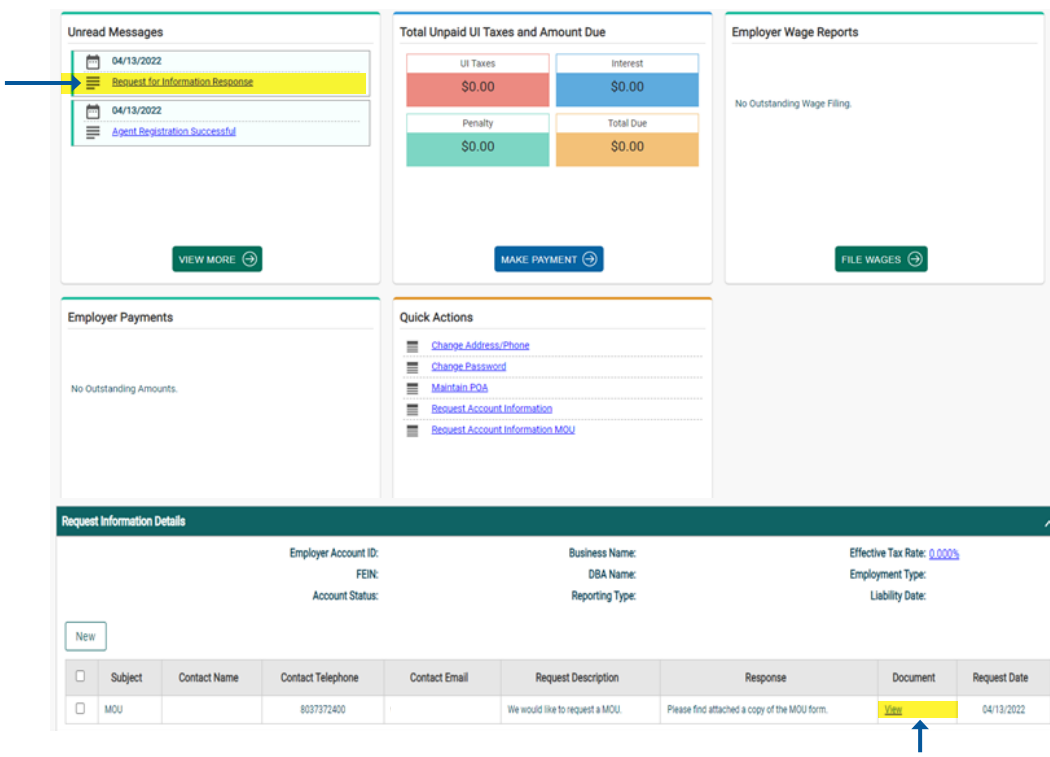 Unread Messages
04/13/2022
Request for Information Response
04/13/2022
Agent Registration Successful
VIEW MORE
Total Unpaid UI Taxes and Amount Due
UI Taxes
Interest
$0.00
$0.00
Penalty
Total Due
$0.00
$0.00
MAKE PAYMENT
Employer Wage Reports
No Outstanding Wage Filing.
FILE WAGES
Employer Payments
No Outstanding Amounts.
Quick Actions
Change Address/Phone
Change Password
Maintain POA
Request Account Information
Request Account Information MOU
Request Information Details
Employer Account ID: Business Name: Effective Tax Rate: 0.000%
FEIN: DBA Name: Employment Type:
Account Status: Reporting Type: Liability Date:
New
Subject Contact Name Contact Telephone Contact Email Request Description Response Document Request Date
MOU 8037372400 We would like to request a MOU. Please find attached a copy of the MOU form. View 04/13/2022